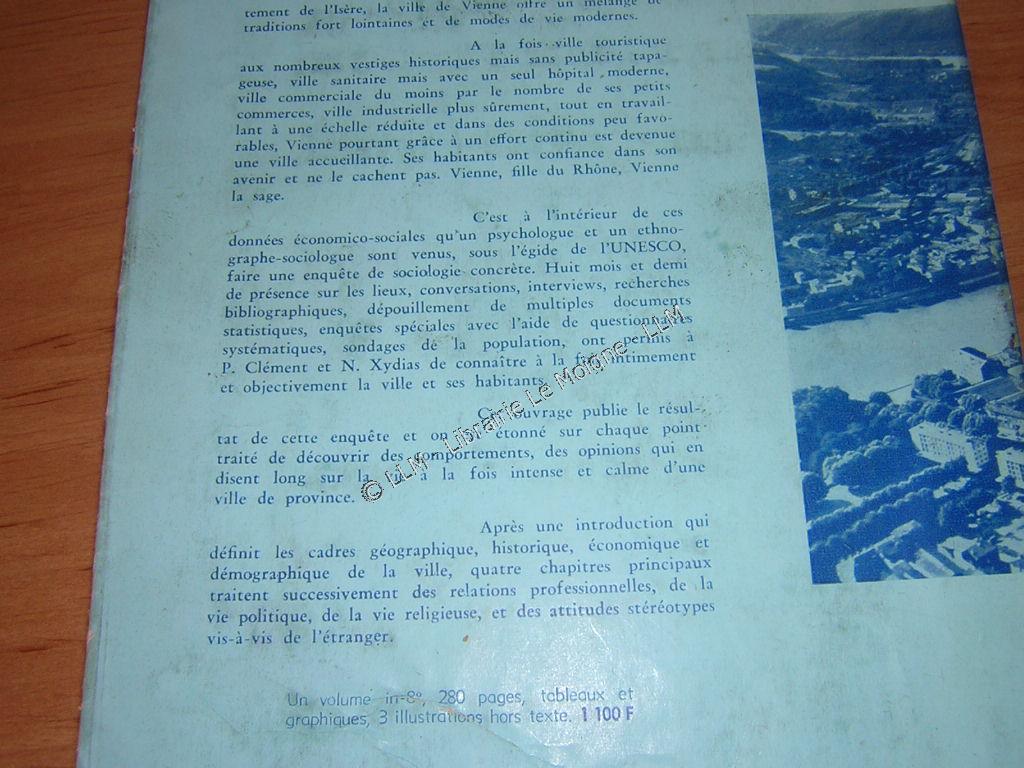 tement de l'Isère, la ville de Vienne offre un mélange de
traditions fort lointaines et de modes de vie modernes.
A la fois ville touristique
aux nombreux vestiges historiques mais sans publicité tapa-
geuse, ville sanitaire mais avec un seul hôpital moderne,
ville commerciale du moins par le nombre de ses petits
commerces, ville industrielle plus sûrement, tout en travail-
lant à une échelle réduite et dans des conditions peu favo-
rables, Vienne pourtant grâce à un effort continu est devenue
une ville accueillante. Ses habitants ont confiance dans son
avenir et ne le cachent pas. Vienne, fille du Rhône, Vienne
la sage.
C'est à l'intérieur de ces
données économico-sociales qu'un psychologue et un ethno-
graphe-sociologue sont venus, sous l'égide de l'UNESCO,
faire une enquête de sociologie concrète. Huit mois et demi
de présence sur les lieux, conversations, interviews, recherches
bibliographiques, dépouillement de multiples documents
statistiques, enquêtes spéciales avec l'aide de questionnaires
systématiques, sondages de la population, ont permis à
P. Clément et N. Xydias de connaître à la fois intimement
et objectivement la ville et ses habitants.
Cet ouvrage publie le résul-
tat de cette enquête et on étonné sur chaque point
traité de découvrir des comportements, des opinions qui en
disent long sur la vie à la fois intense et calme d'une
ville de province.
Après une introduction qui
définit les cadres géographique, historique, économique et
démographique de la ville, quatre chapitres principaux
traitent successivement des relations professionnelles, de la
vie politique, de la vie religieuse, et des attitudes stéréotypes
vis-à-vis de l'étranger.
Un volume in-8°, 280 pages, tableaux et
graphiques, 3 illustrations hors texte. 1 100 F
© LLM - Librairie Le Moigne - LLM